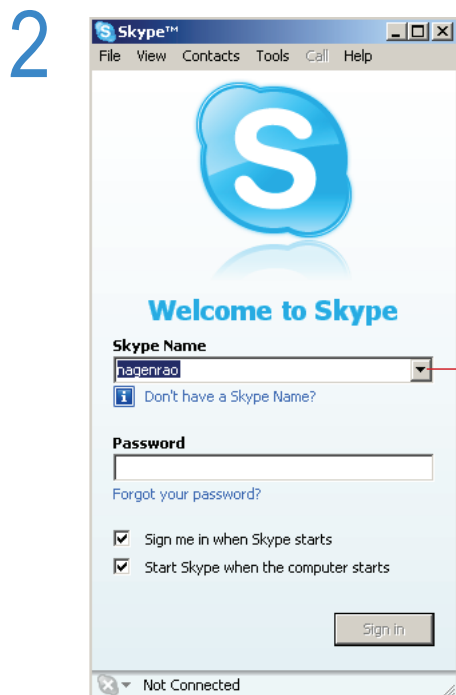 2
Skype™
File View Contacts Tools Call Help
S
Welcome to Skype
Skype Name
nagenrao
i Don't have a Skype Name?
Password
Forgot your password?
Sign me in when Skype starts
Start Skype when the computer starts
Sign in
Not Connected